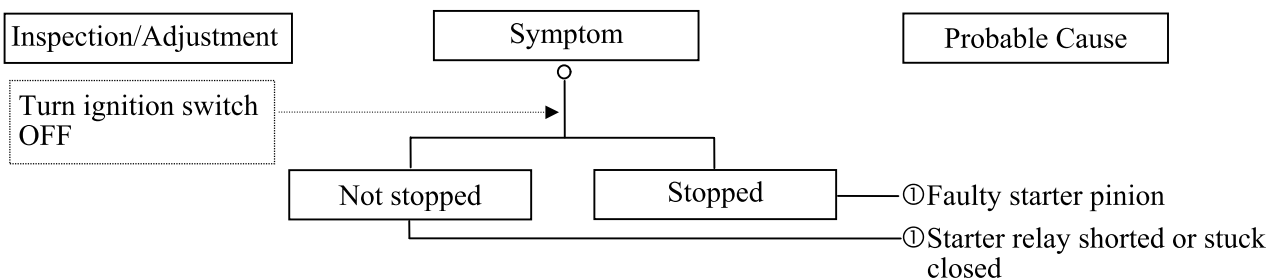 Inspection/Adjustment
Symptom
Probable Cause
Turn ignition switch
OFF
Not stopped
Stopped
①Faulty starter pinion
①Starter relay shorted or stuck
closed